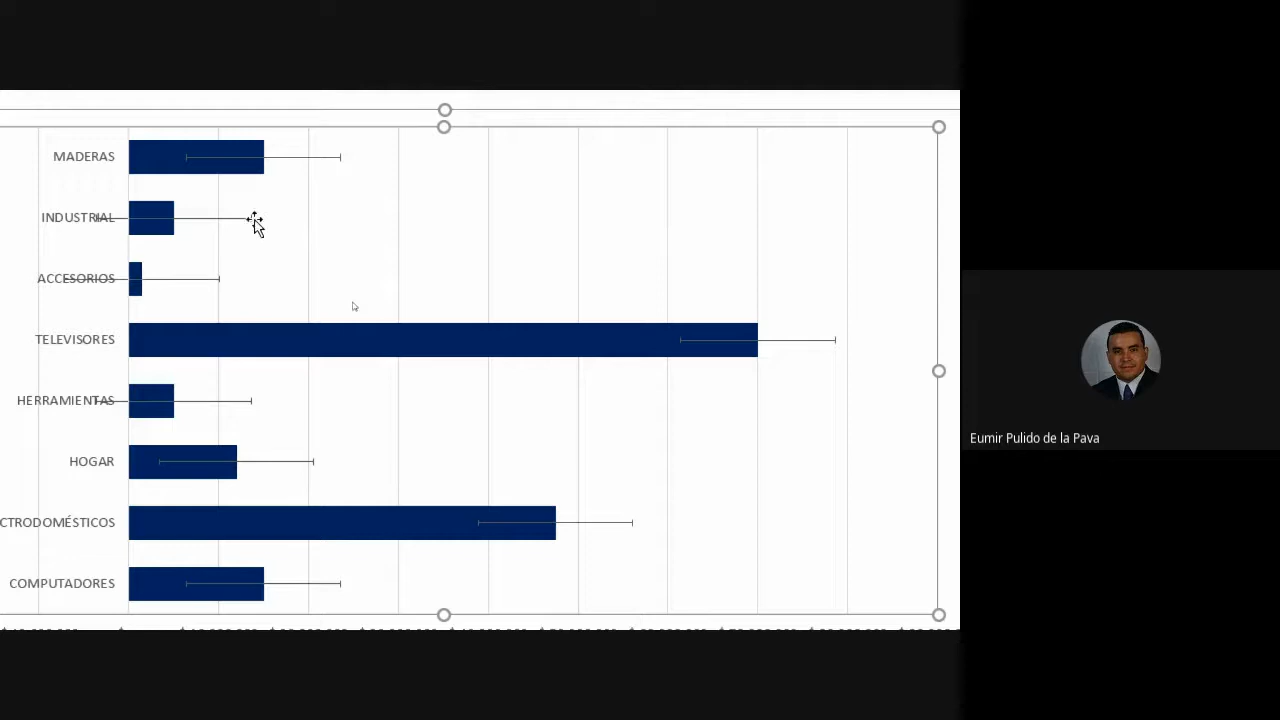 MADERAS
INDUSTRIAL
ACCESORIOS
TELEVISORES
HERRAMIENTAS
HOGAR
CTRODOMÉSTICOS
COMPUTADORES
Eumir Pulido de la Pava